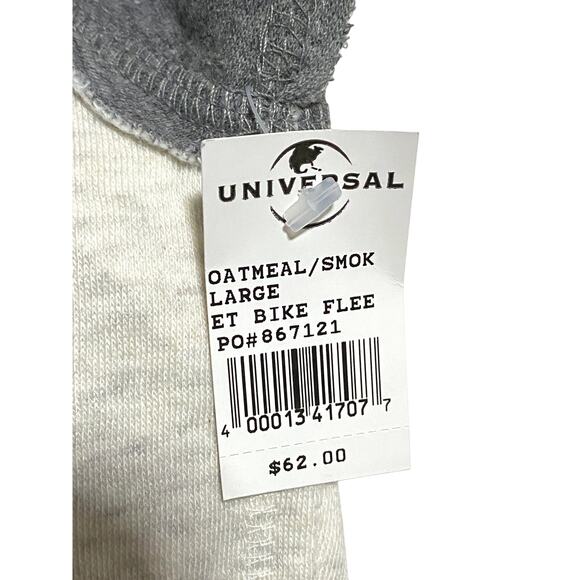 UNIVERSAL
OATMEAL/SMOK
LARGE
ET BIKE FLEE
PO#867121
4 00013 41707 7
$62.00